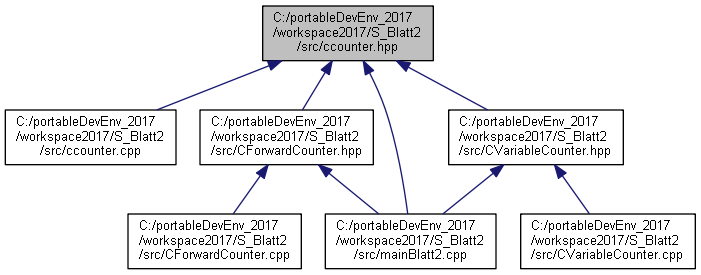 C:/portableDevEnv_2017
/workspace2017/S_Blatt2
/src/ccounter.hpp
C:/portableDevEnv_2017
/workspace2017/S_Blatt2
/src/ccounter.cpp
C:/portableDevEnv_2017
/workspace2017/S_Blatt2
/src/CForwardCounter.hpp
C:/portableDevEnv_2017
/workspace2017/S_Blatt2
/src/CVariableCounter.hpp
C:/portableDevEnv_2017
/workspace2017/S_Blatt2
/src/CForwardCounter.cpp
C:/portableDevEnv_2017
/workspace2017/S_Blatt2
/src/mainBlatt2.cpp
C:/portableDevEnv_2017
/workspace2017/S_Blatt2
/src/CVariableCounter.cpp